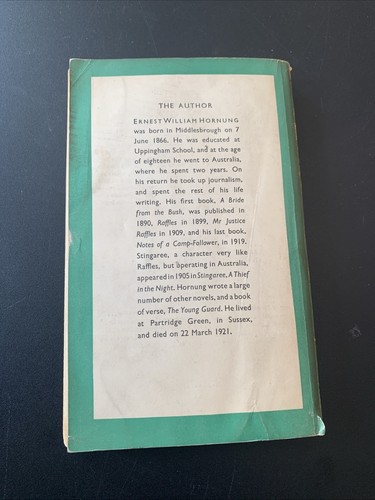 THE AUTHOR
ERNEST WILLIAM HORNUNG
was born in Middlesbrough on 7
June 1866. He was educated at
Uppingham School, and at the age
of eighteen he went to Australia,
where he spent two years. On
his return he took up journalism,
and spent the rest of his life
writing. His first book, A Bride
from the Bush, was published in
1890, Raffles in 1899, Mr Justice
Raffles in 1909, and his last book,
Notes of a Camp-Follower, in 1919.
Stingaree, a character very like
Raffles, but operating in Australia,
appeared in 1905 in Stingaree, A Thief
in the Night. Hornung wrote a large
number of other novels, and a book
of verse, The Young Guard. He lived
at Partridge Green, in Sussex,
and died on 22 March 1921.